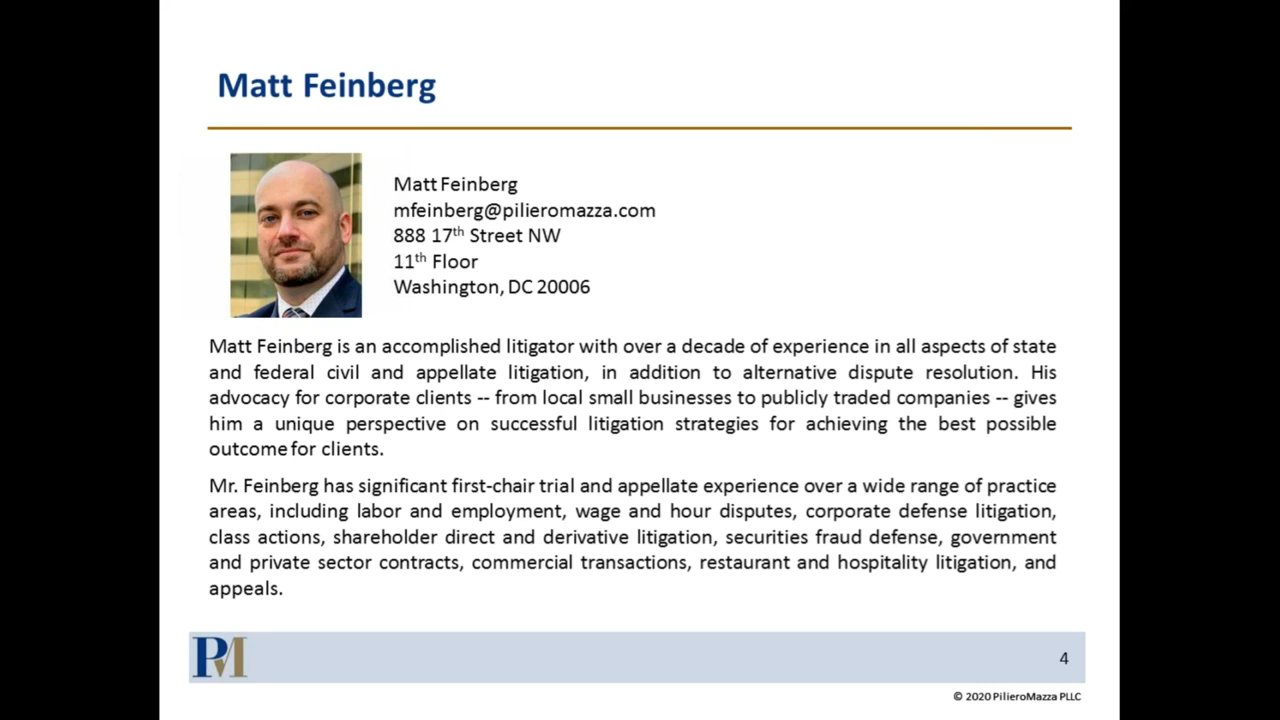 Matt Feinberg
Matt Feinberg
mfeinberg@pilieromazza.com
888 17th Street NW
11th Floor
Washington, DC 20006
Matt Feinberg is an accomplished litigator with over a decade of experience in all aspects of state
and federal civil and appellate litigation, in addition to alternative dispute resolution. His
advocacy for corporate clients -- from local small businesses to publicly traded companies -- gives
him a unique perspective on successful litigation strategies for achieving the best possible
outcome for clients.
Mr. Feinberg has significant first-chair trial and appellate experience over a wide range of practice
areas, including labor and employment, wage and hour disputes, corporate defense litigation,
class actions, shareholder direct and derivative litigation, securities fraud defense, government
and private sector contracts, commercial transactions, restaurant and hospitality litigation, and
appeals.
PM
4
© 2020 PilieroMazza PLLC